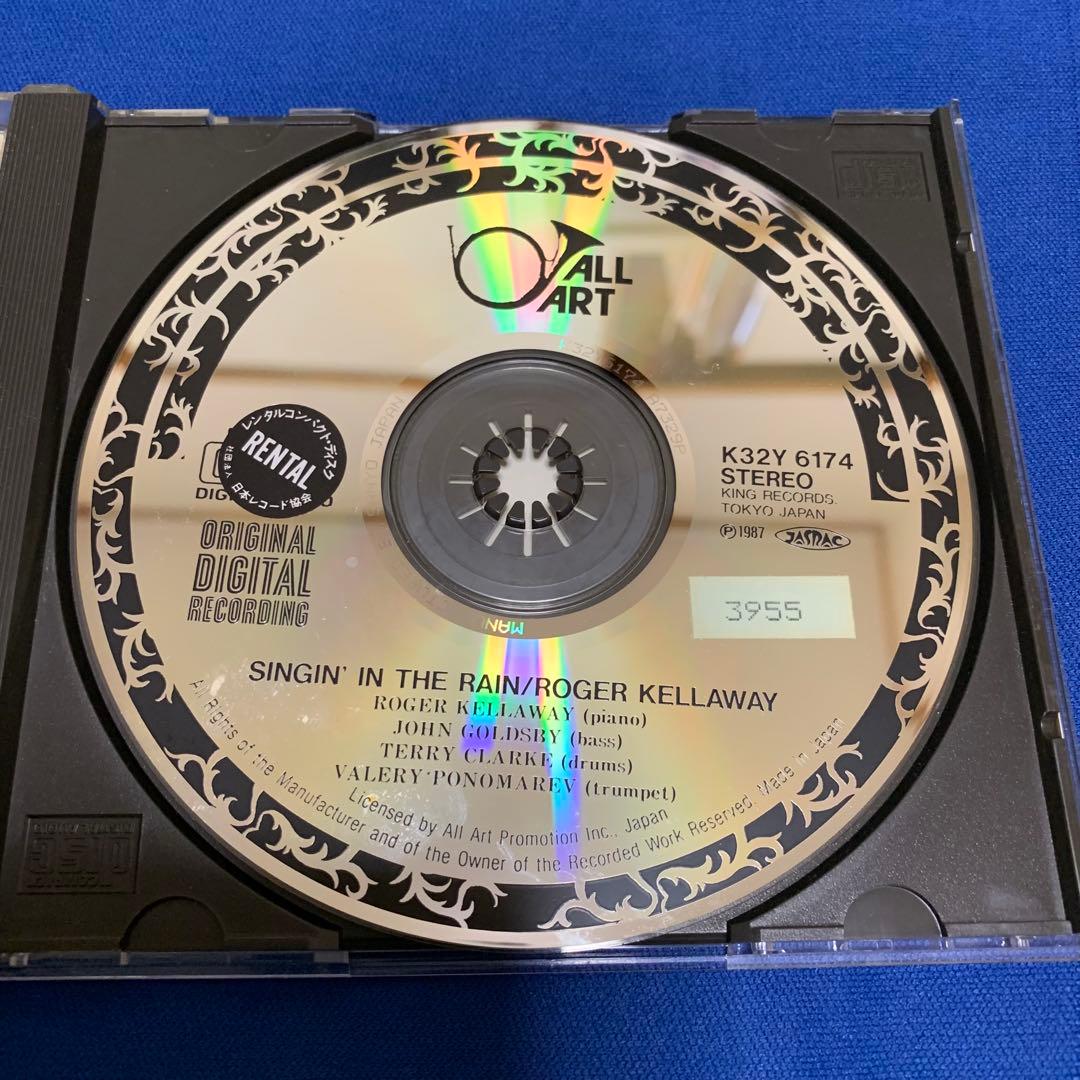 ALL
ART
K32Y 6174
STEREO
KING RECORDS.
TOKYO JAPAN
Ⓟ1987 JASRAC
レンタルコンパクト・ディスク
RENTAL
社団法人 日本レコード協会
ORIGINAL
DIGITAL
RECORDING
3955
SINGIN' IN THE RAIN/ROGER KELLAWAY
ROGER KELLAWAY (piano)
JOHN GOLDSBY (bass)
TERRY CLARKE (drums)
VALERY PONOMAREV (trumpet)
Licensed by All Art Promotion Inc., Japan
All Rights of the Manufacturer and of the Owner of the Recorded Work Reserved. Made in Japan